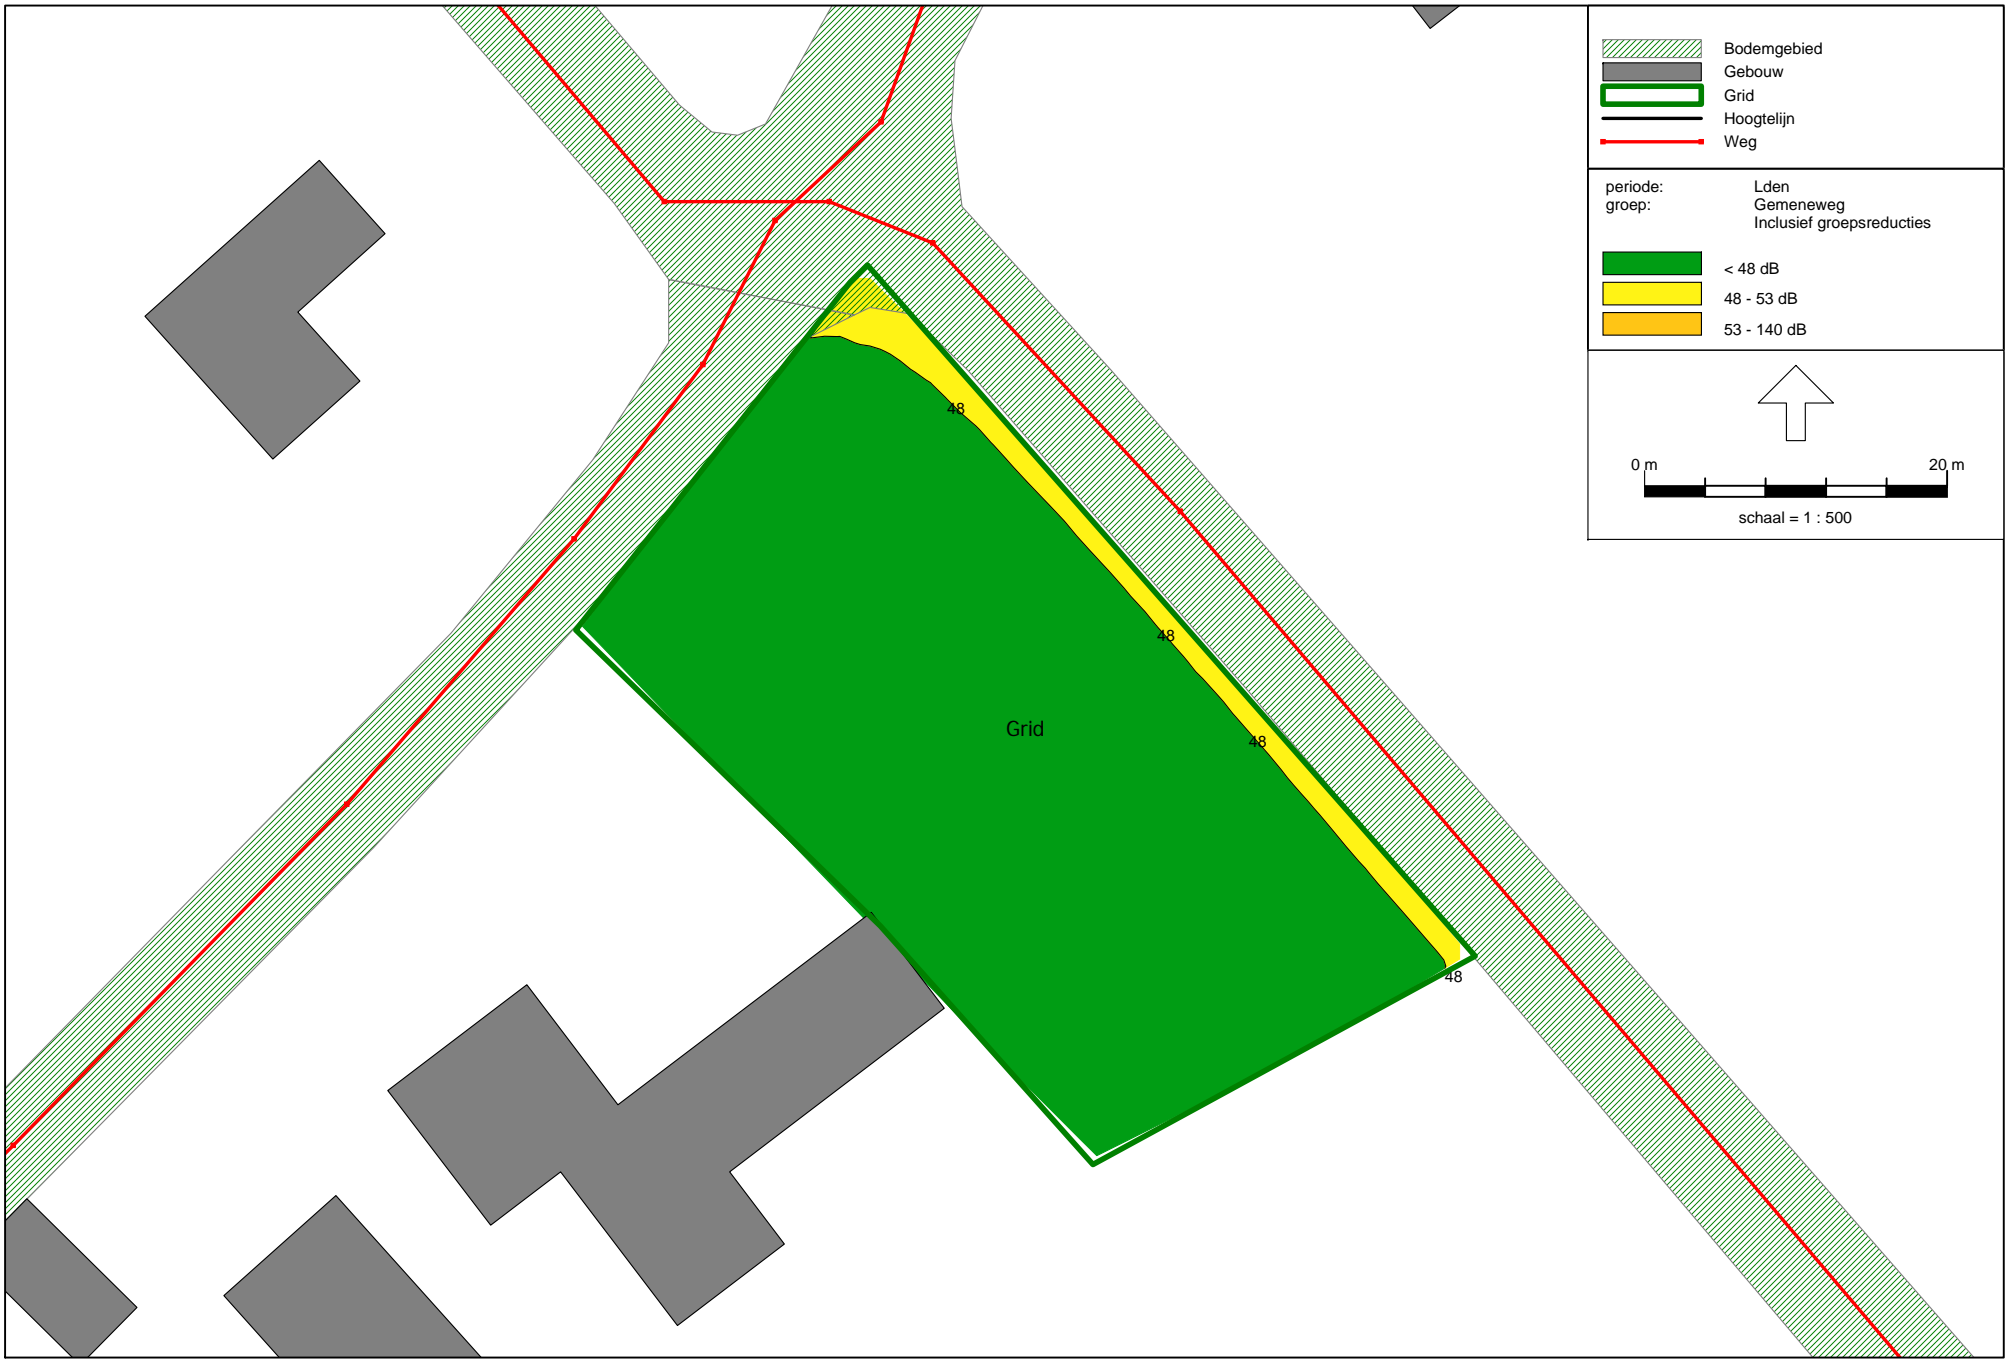 Bodemgebied
Gebouw
Grid
Hoogtelijn
Weg
periode: Lden
groep: Gemeneweg
Inclusief groepsreducties
< 48 dB
48 - 53 dB
53 - 140 dB
0 m 20 m
schaal = 1 : 500
48
48
Grid
48
48